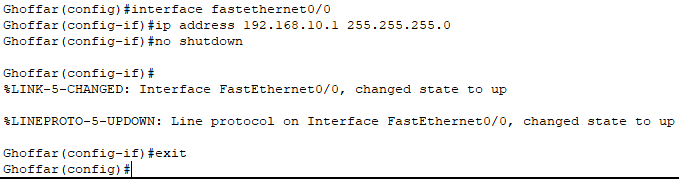 Ghoffar(config)#interface fastethernet0/0
Ghoffar(config-if)#ip address 192.168.10.1 255.255.255.0
Ghoffar(config-if)#no shutdown
Ghoffar(config-if)#
%LINK-5-CHANGED: Interface FastEthernet0/0, changed state to up
%LINEPROTO-5-UPDOWN: Line protocol on Interface FastEthernet0/0, changed state to up
Ghoffar(config-if)#exit
Ghoffar(config)#